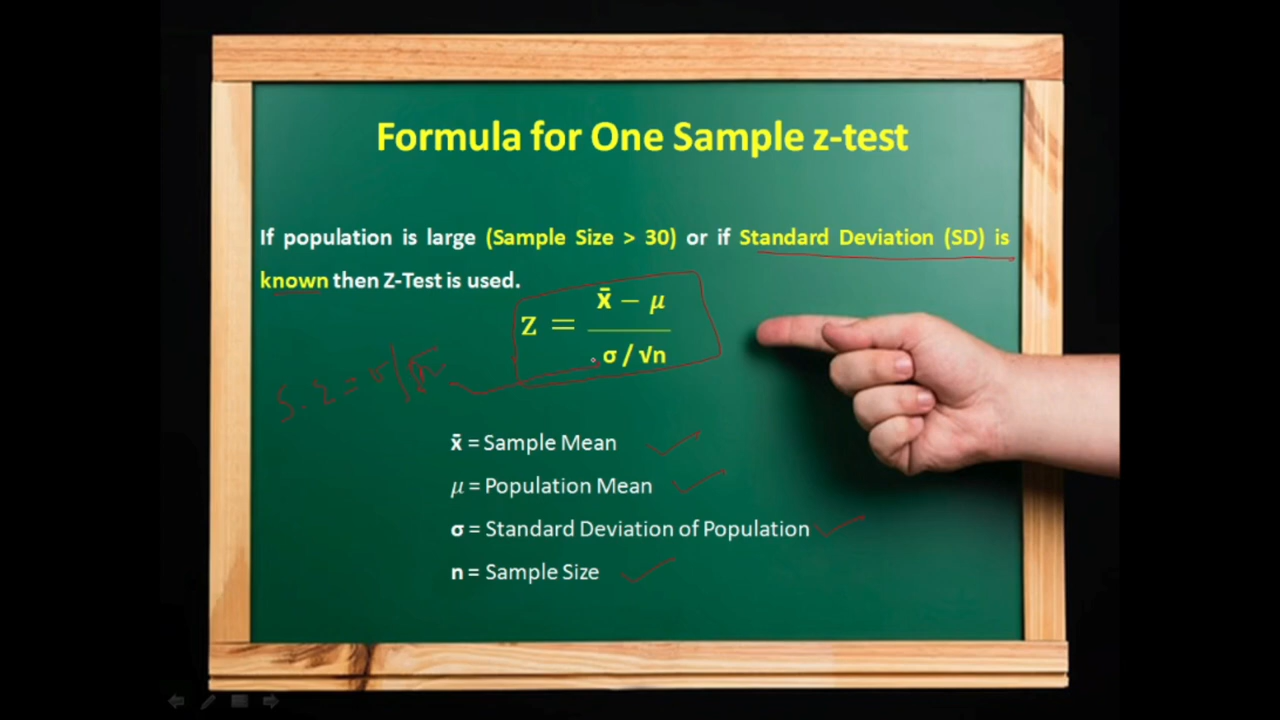 Formula for One Sample z-test
If population is large (Sample Size > 30) or if Standard Deviation (SD) is
known then Z-Test is used.
z = x̄ − μ / σ / √n
x̄ = Sample Mean
μ = Population Mean
σ = Standard Deviation of Population
n = Sample Size